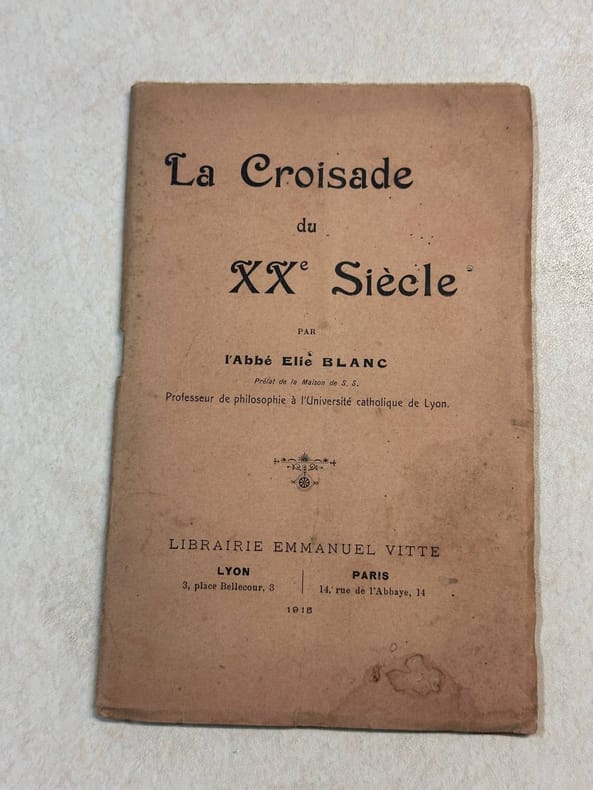 La Croisade
du
XXe Siècle
PAR
l'Abbé Elie BLANC
Prélat de la Maison de S. S.
Professeur de philosophie à l'Université catholique de Lyon.
LIBRAIRIE EMMANUEL VITTE
LYON
3, place Bellecour, 3
PARIS
14, rue de l'Abbaye, 14
1915